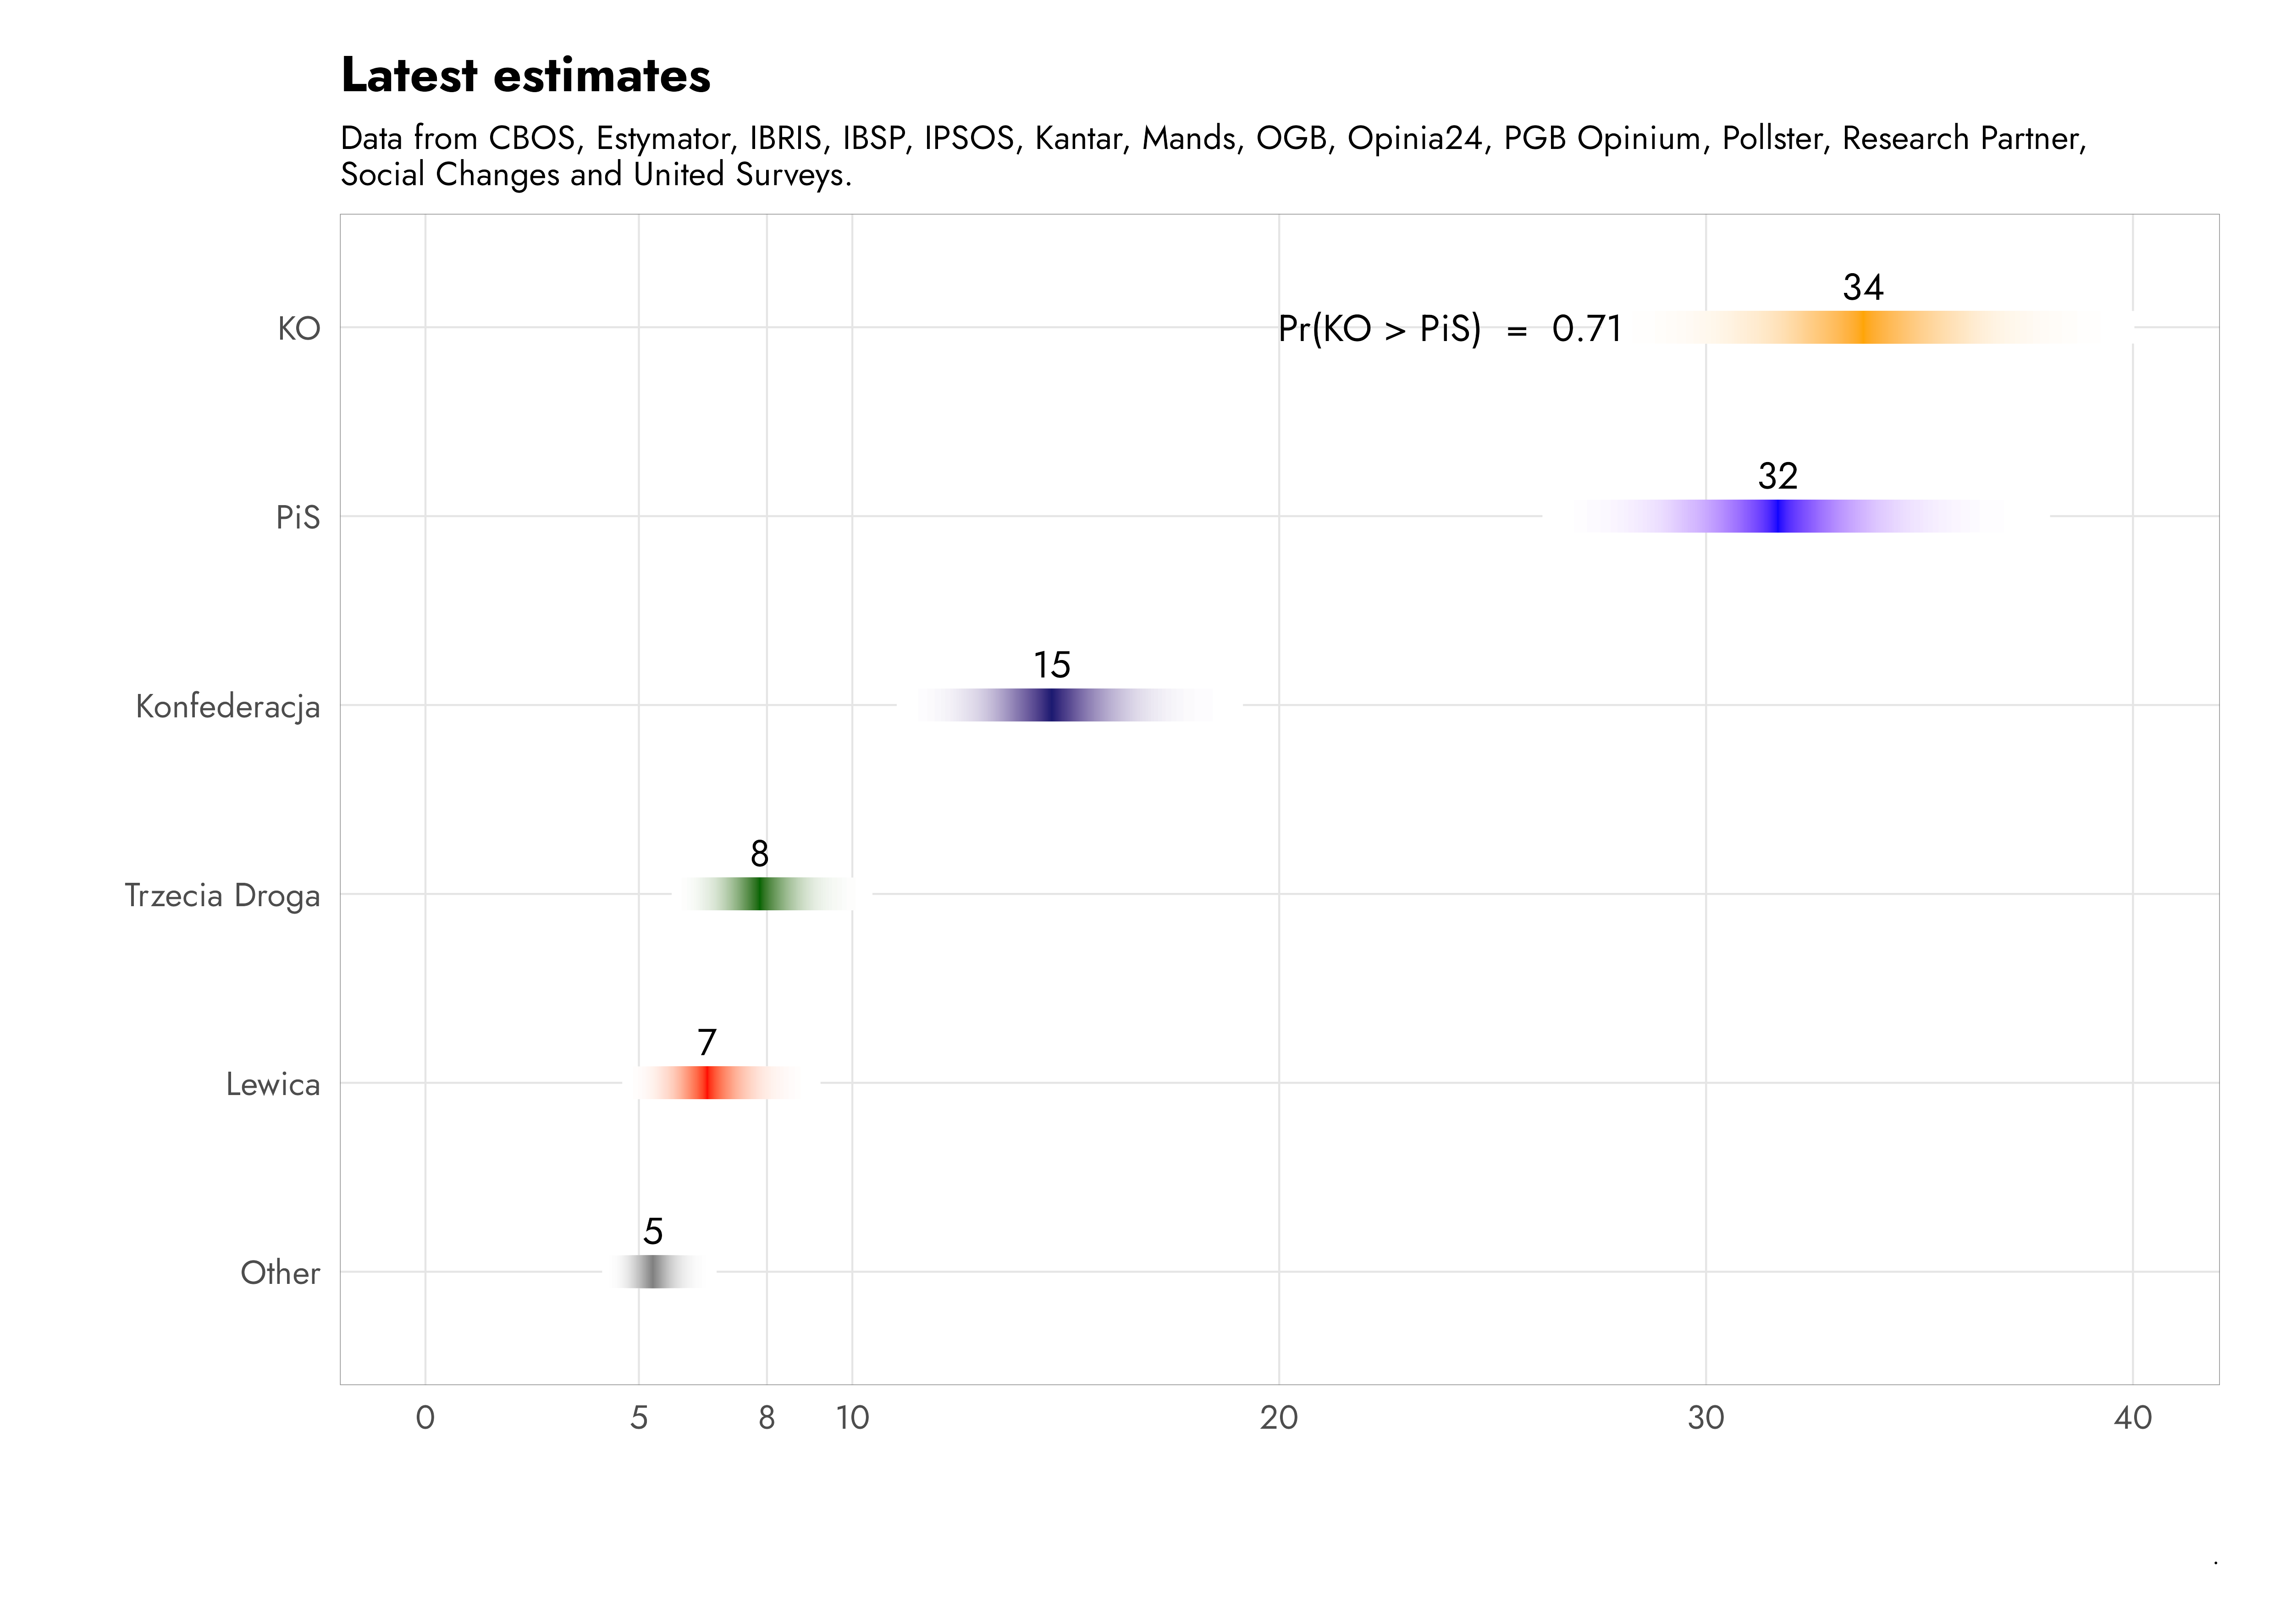 Latest estimates
Data from CBOS, Estymator, IBRIS, IBSP, IPSOS, Kantar, Mands, OGB, Opinia24, PGB Opinium, Pollster, Research Partner,
Social Changes and United Surveys.
34
KO
Pr(KO > PiS) = 0.71
32
PiS
15
Konfederacja
8
Trzecia Droga
7
Lewica
5
Other
0 5 8 10 20 30 40
.